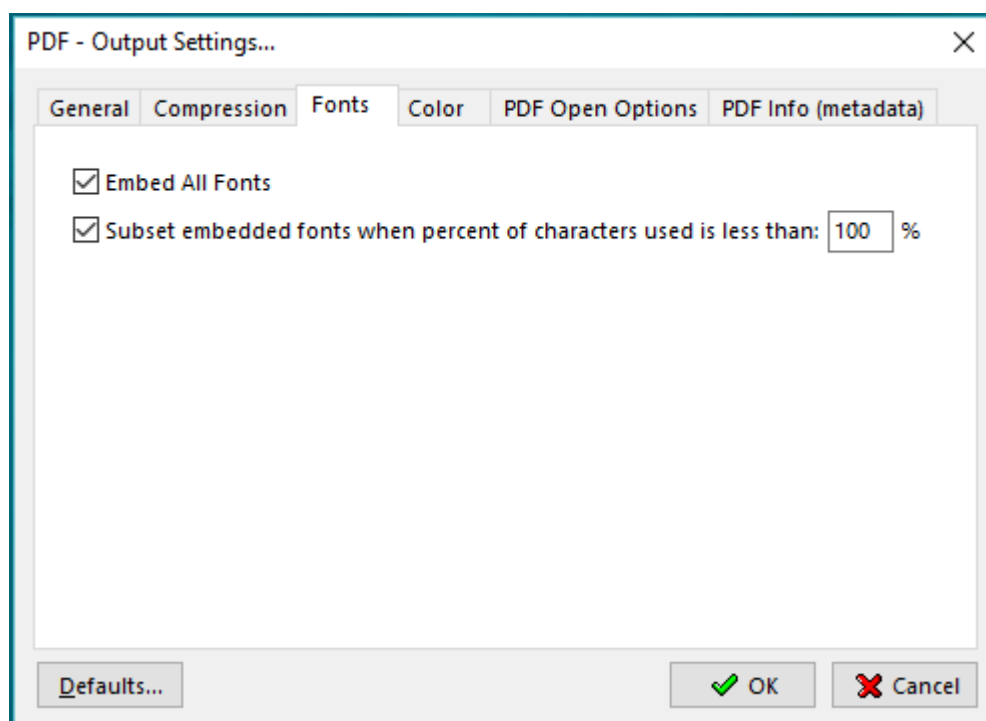 PDF - Output Settings...
General Compression Fonts Color PDF Open Options PDF Info (metadata)
Embed All Fonts
Subset embedded fonts when percent of characters used is less than: 100 %
Defaults... OK Cancel